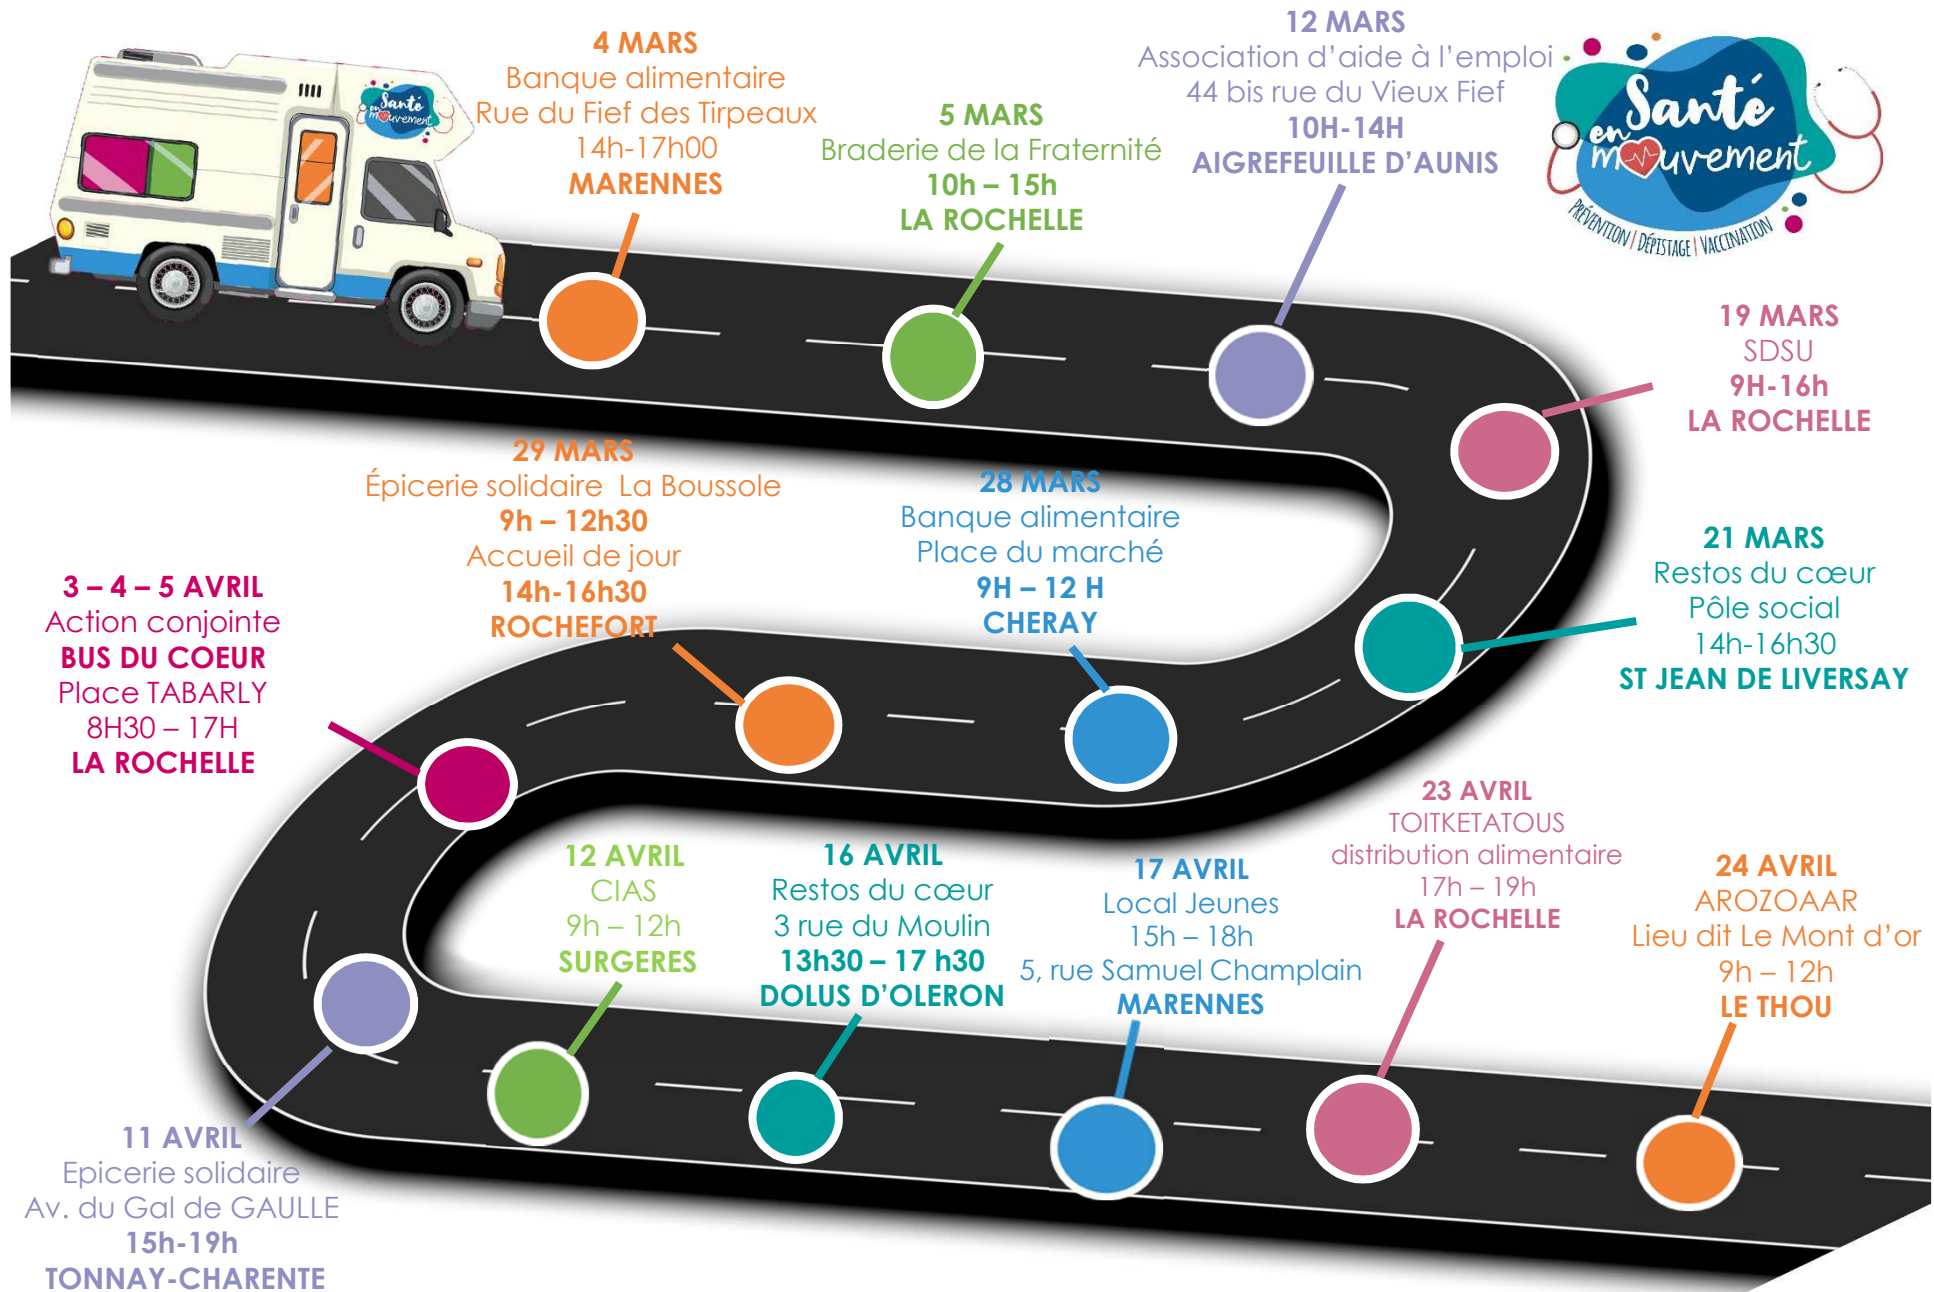 Santé
en
mouvement
4 MARS
Banque alimentaire
Rue du Fief des Tirpeaux
14h-17h00
MARENNES
5 MARS
Braderie de la Fraternité
10h – 15h
LA ROCHELLE
12 MARS
Association d’aide à l’emploi
44 bis rue du Vieux Fief
10H-14H
AIGREFEUILLE D’AUNIS
Santé
en
mouvement
PRÉVENTION | DÉPISTAGE | VACCINATION
19 MARS
SDSU
9H-16h
LA ROCHELLE
21 MARS
Restos du cœur
Pôle social
14h-16h30
ST JEAN DE LIVERSAY
28 MARS
Banque alimentaire
Place du marché
9H – 12 H
CHERAY
29 MARS
Épicerie solidaire  La Boussole
9h – 12h30
Accueil de jour
14h-16h30
ROCHEFORT
3 – 4 – 5 AVRIL
Action conjointe
BUS DU COEUR
Place TABARLY
8H30 – 17H
LA ROCHELLE
11 AVRIL
Epicerie solidaire
Av. du Gal de GAULLE
15h-19h
TONNAY-CHARENTE
12 AVRIL
CIAS
9h – 12h
SURGERES
16 AVRIL
Restos du cœur
3 rue du Moulin
13h30 – 17 h30
DOLUS D’OLERON
17 AVRIL
Local Jeunes
15h – 18h
5, rue Samuel Champlain
MARENNES
23 AVRIL
TOITKETATOUS
distribution alimentaire
17h – 19h
LA ROCHELLE
24 AVRIL
AROZOAAR
Lieu dit Le Mont d’or
9h – 12h
LE THOU